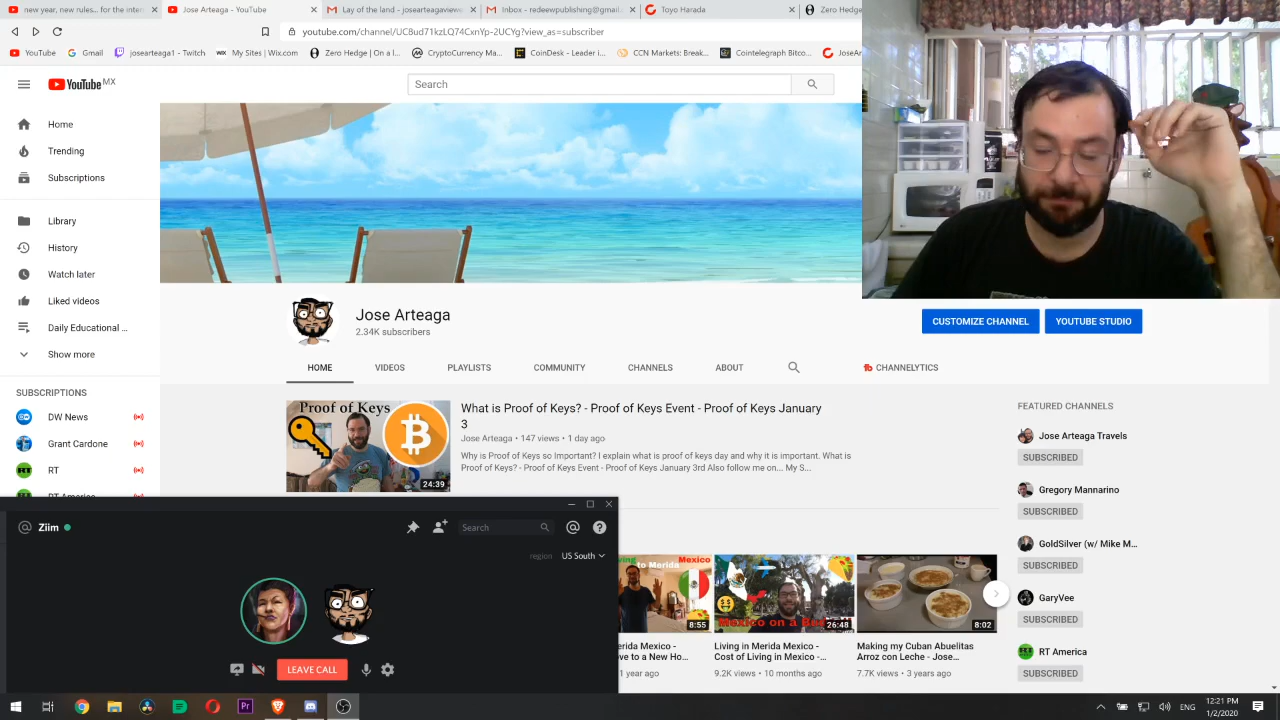 new year, new rules... for the intern
Jose Arteaga - YouTube
Lay of the land - josearteagaview
Inbox - redeewpublishing@gmail.
Toyo Harada
Zero Hedge
youtube.com/channel/UC8ud71kzLQ74CxnYp-2UCYg?view_as=subscriber
YouTube
Gmail
josearteaga1 - Twitch
My Sites | Wix.com
Zero Hedge | On a l...
CryptoCurrency Ma...
CoinDesk - Leader i...
CCN Markets: Break...
Cointelegraph Bitco...
YouTube MX
Search
Home
Trending
Subscriptions
Library
History
Watch later
Liked videos
Daily Educational ...
Show more
SUBSCRIPTIONS
DW News
Grant Cardone
RT
RT America
Jose Arteaga
2.34K subscribers
CUSTOMIZE CHANNEL
YOUTUBE STUDIO
HOME
VIDEOS
PLAYLISTS
COMMUNITY
CHANNELS
ABOUT
CHANNELYTICS
Proof of Keys
24:39
What is Proof of Keys? - Proof of Keys Event - Proof of Keys January
3
Jose Arteaga • 147 views • 1 day ago
Why is Proof of Keys so Important? I explain what is proof of keys day and why it is important. What is
Proof of Keys? - Proof of Keys Event - Proof of Keys January 3rd Also follow me on... My S...
FEATURED CHANNELS
Jose Arteaga Travels
SUBSCRIBED
Gregory Mannarino
SUBSCRIBED
GoldSilver (w/ Mike M...
SUBSCRIBED
GaryVee
SUBSCRIBED
RT America
SUBSCRIBED
Ziim
Search
region
US South
LEAVE CALL
Mexico
to Merida
8:55
erida Mexico -
ve to a New Ho...
1 year ago
Mexico on a Bu
26:48
Living in Merida Mexico -
Cost of Living in Mexico -...
9.2K views • 10 months ago
8:02
Making my Cuban Abuelitas
Arroz con Leche - Jose...
7.7K views • 3 years ago
ENG
12:21 PM
1/2/2020